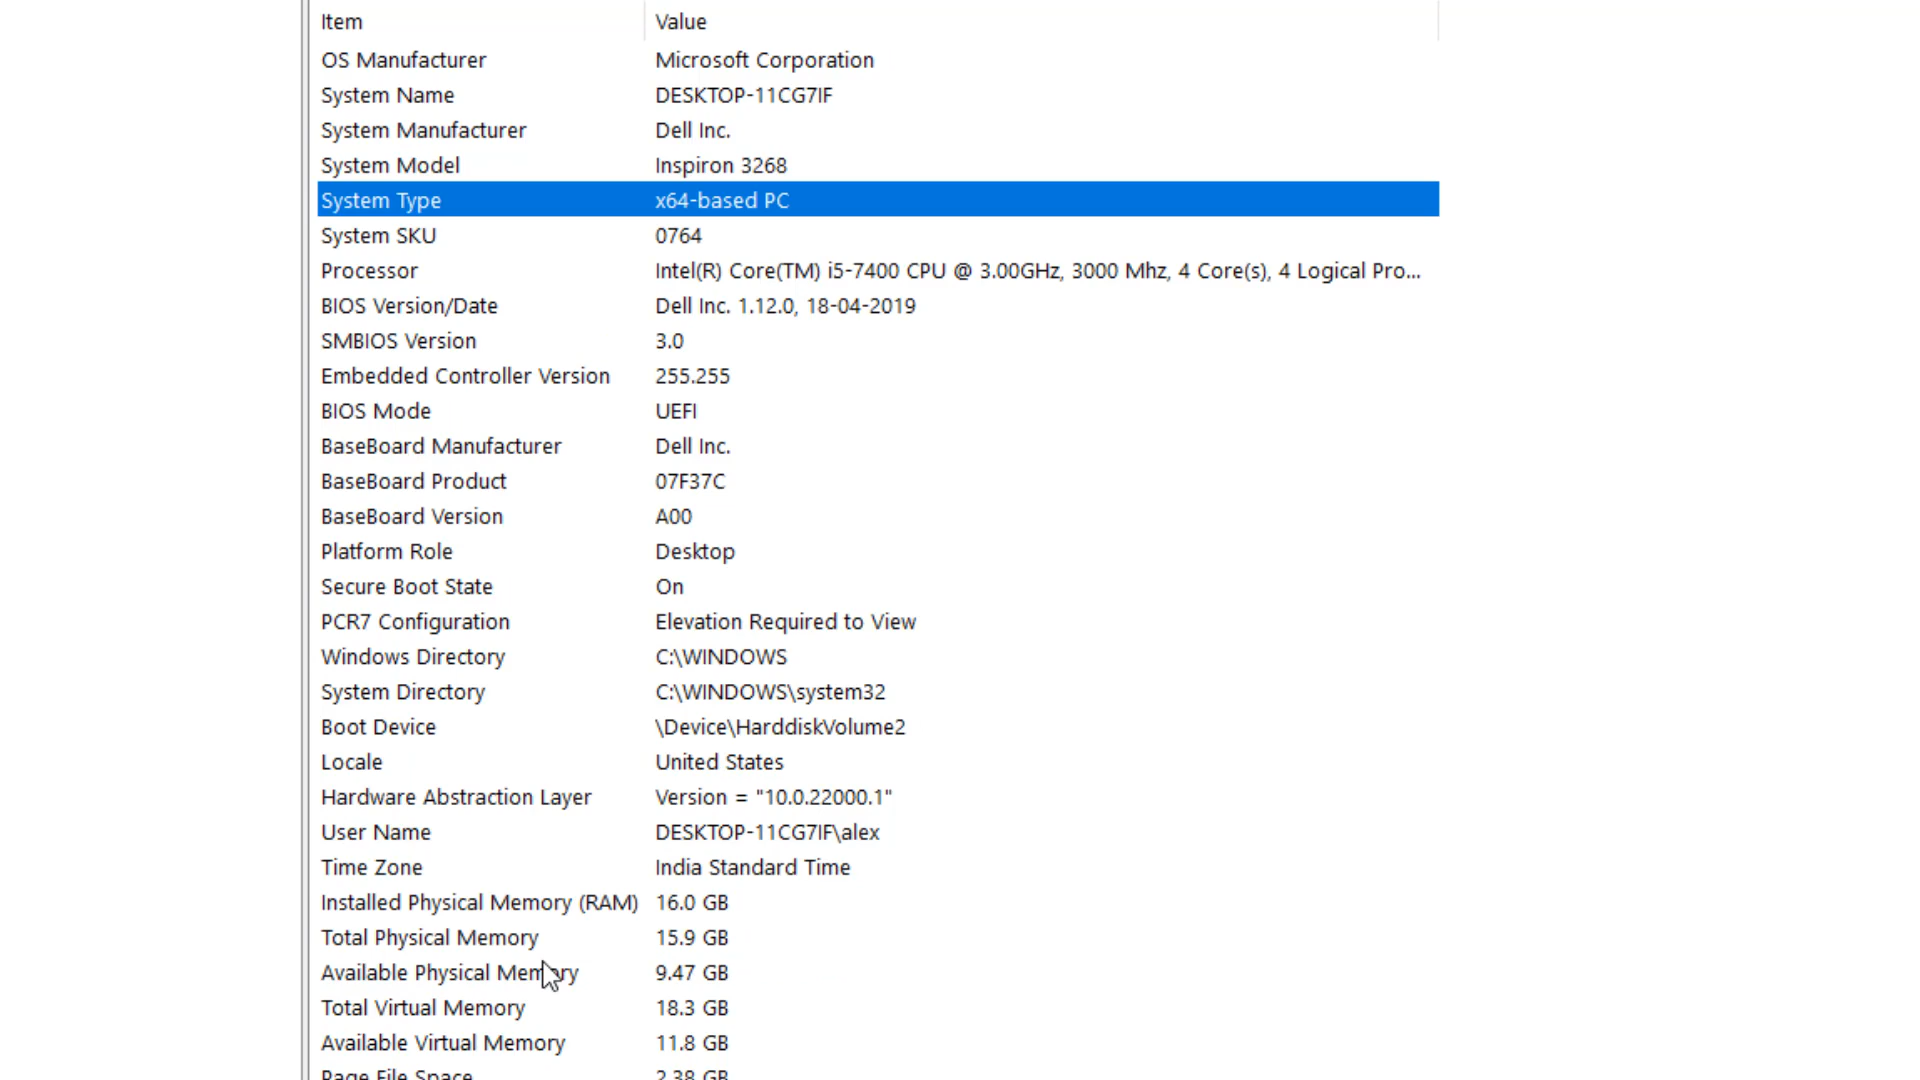 Item Value
OS Manufacturer Microsoft Corporation
System Name DESKTOP-11CG7IF
System Manufacturer Dell Inc.
System Model Inspiron 3268
System Type x64-based PC
System SKU 0764
Processor Intel(R) Core(TM) i5-7400 CPU @ 3.00GHz, 3000 Mhz, 4 Core(s), 4 Logical Pro...
BIOS Version/Date Dell Inc. 1.12.0, 18-04-2019
SMBIOS Version 3.0
Embedded Controller Version 255.255
BIOS Mode UEFI
BaseBoard Manufacturer Dell Inc.
BaseBoard Product 07F37C
BaseBoard Version A00
Platform Role Desktop
Secure Boot State On
PCR7 Configuration Elevation Required to View
Windows Directory C:\WINDOWS
System Directory C:\WINDOWS\system32
Boot Device \Device\HarddiskVolume2
Locale United States
Hardware Abstraction Layer Version = "10.0.22000.1"
User Name DESKTOP-11CG7IF\alex
Time Zone India Standard Time
Installed Physical Memory (RAM) 16.0 GB
Total Physical Memory 15.9 GB
Available Physical Memory 9.47 GB
Total Virtual Memory 18.3 GB
Available Virtual Memory 11.8 GB
Page File Space 2.38 GB